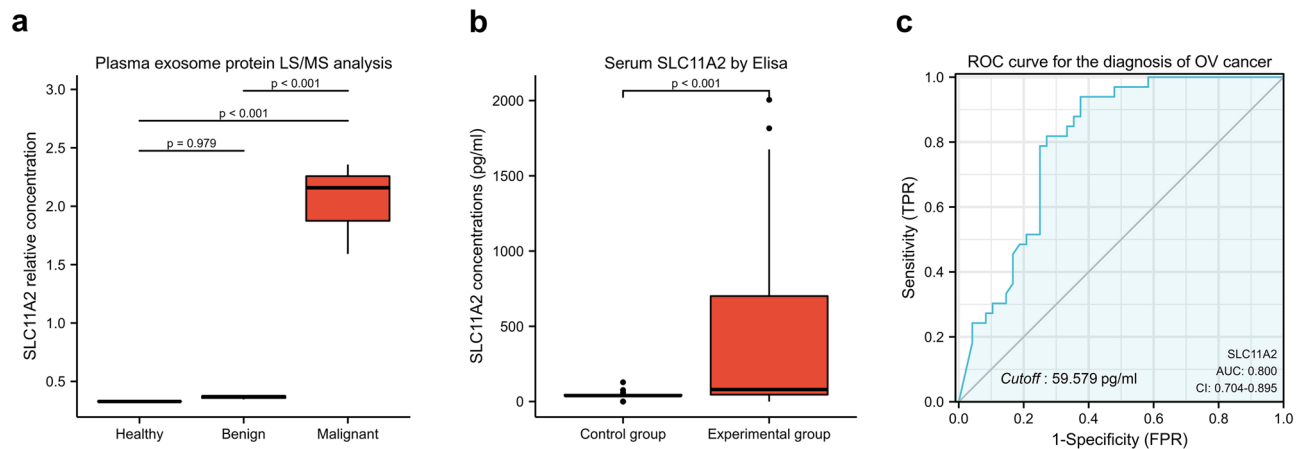 a
Plasma exosome protein LS/MS analysis
SLC11A2 relative concentration
3.0
2.5
2.0
1.5
1.0
0.5
p < 0.001
p < 0.001
p = 0.979
Healthy
Benign
Malignant
b
Serum SLC11A2 by Elisa
SLC11A2 concentrations (pg/ml)
2000
1500
1000
500
0
p < 0.001
Control group
Experimental group
c
ROC curve for the diagnosis of OV cancer
Sensitivity (TPR)
1.0
0.8
0.6
0.4
0.2
0.0
SLC11A2
AUC: 0.800
CI: 0.704-0.895
Cutoff : 59.579 pg/ml
0.0
0.2
0.4
0.6
0.8
1.0
1-Specificity (FPR)